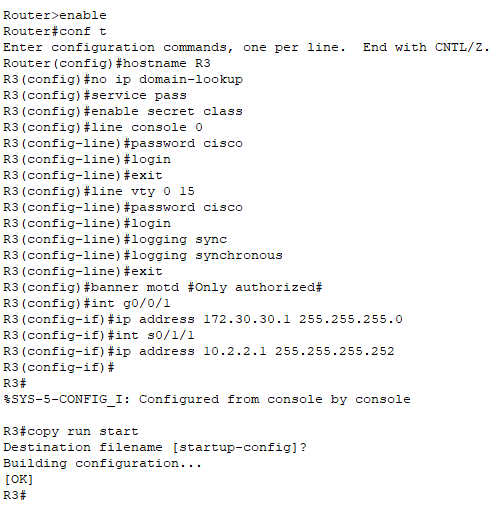 Router>enable
Router#conf t
Enter configuration commands, one per line.  End with CNTL/Z.
Router(config)#hostname R3
R3(config)#no ip domain-lookup
R3(config)#service pass
R3(config)#enable secret class
R3(config)#line console 0
R3(config-line)#password cisco
R3(config-line)#login
R3(config-line)#exit
R3(config)#line vty 0 15
R3(config-line)#password cisco
R3(config-line)#login
R3(config-line)#logging sync
R3(config-line)#logging synchronous
R3(config-line)#exit
R3(config)#banner motd #Only authorized#
R3(config)#int g0/0/1
R3(config-if)#ip address 172.30.30.1 255.255.255.0
R3(config-if)#int s0/1/1
R3(config-if)#ip address 10.2.2.1 255.255.255.252
R3(config-if)#
R3#
%SYS-5-CONFIG_I: Configured from console by console
R3#copy run start
Destination filename [startup-config]?
Building configuration...
[OK]
R3#